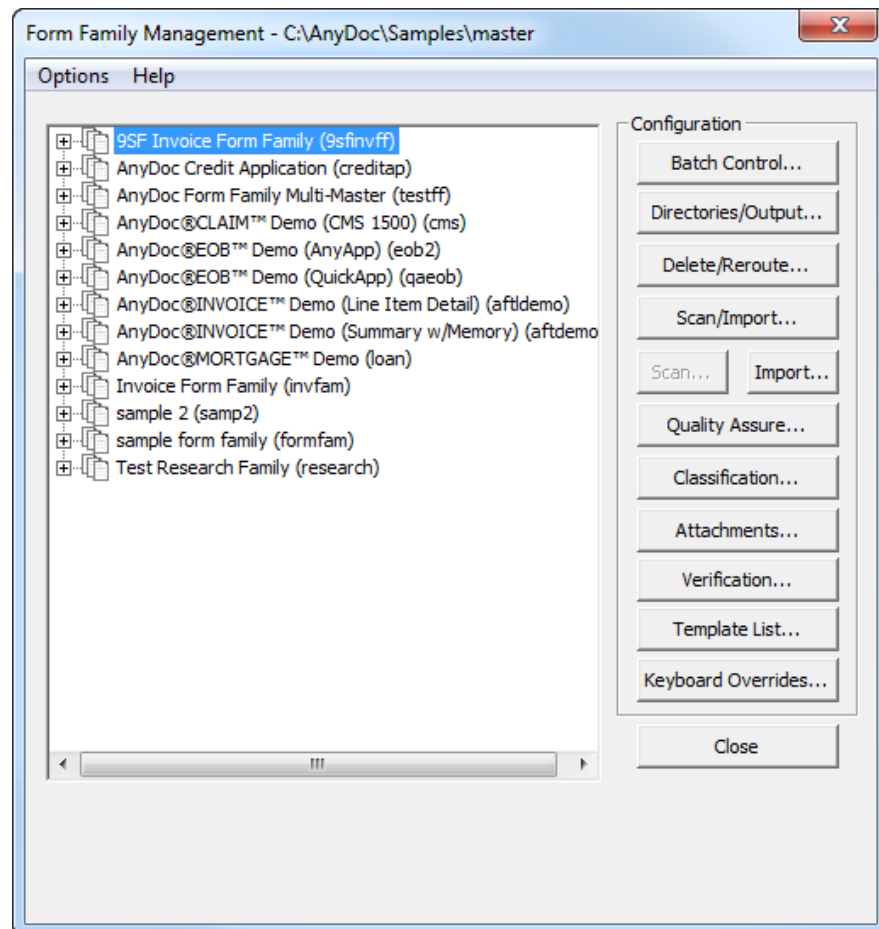 Form Family Management - C:\AnyDoc\Samples\master
Options Help
9SF Invoice Form Family (9sfinvff)
AnyDoc Credit Application (creditap)
AnyDoc Form Family Multi-Master (testff)
AnyDoc®CLAIM™ Demo (CMS 1500) (cms)
AnyDoc®EOB™ Demo (AnyApp) (eob2)
AnyDoc®EOB™ Demo (QuickApp) (qaeob)
AnyDoc®INVOICE™ Demo (Line Item Detail) (aftldemo)
AnyDoc®INVOICE™ Demo (Summary w/Memory) (aftdemo
AnyDoc®MORTGAGE™ Demo (loan)
Invoice Form Family (invfam)
sample 2 (samp2)
sample form family (formfam)
Test Research Family (research)
Configuration
Batch Control...
Directories/Output...
Delete/Reroute...
Scan/Import...
Scan... Import...
Quality Assure...
Classification...
Attachments...
Verification...
Template List...
Keyboard Overrides...
Close